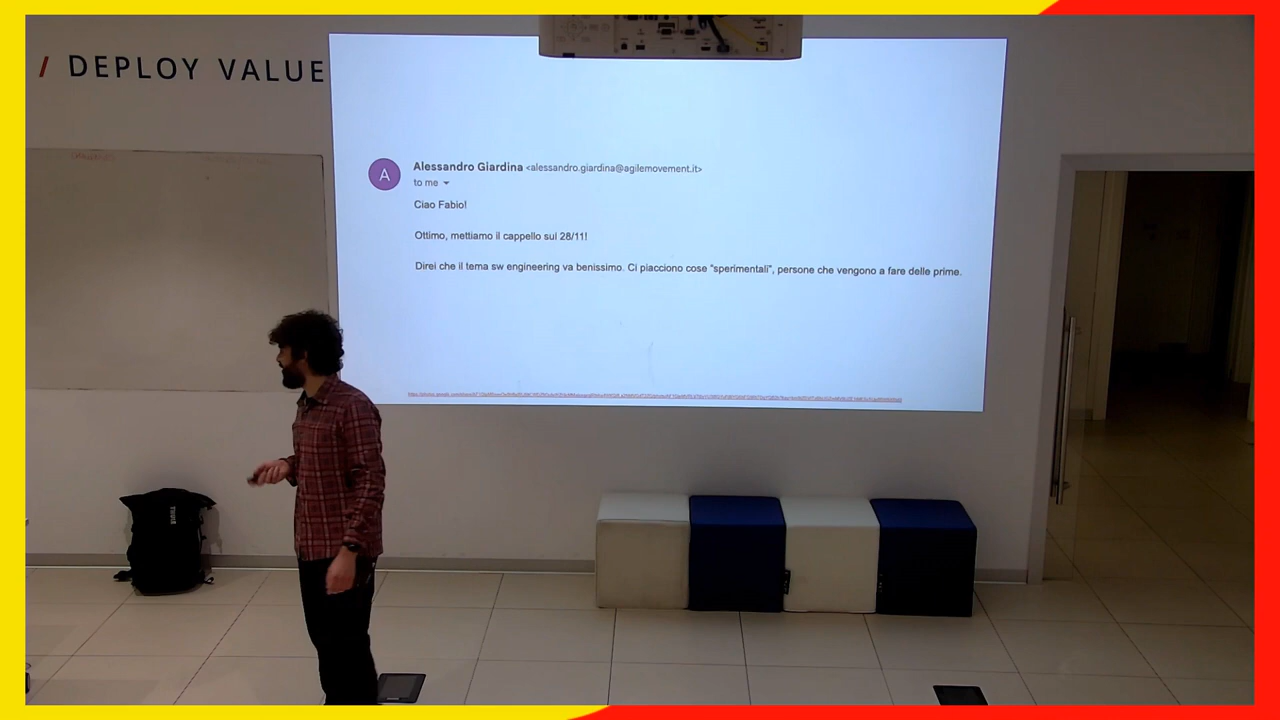 / DEPLOY VALUE
A
Alessandro Giardina <alessandro.giardina@agilemovement.it>
to me
Ciao Fabio!
Ottimo, mettiamo il cappello sul 28/11!
Direi che il tema sw engineering va benissimo. Ci piacciono cose "sperimentali", persone che vengono a fare delle prime.
THULE